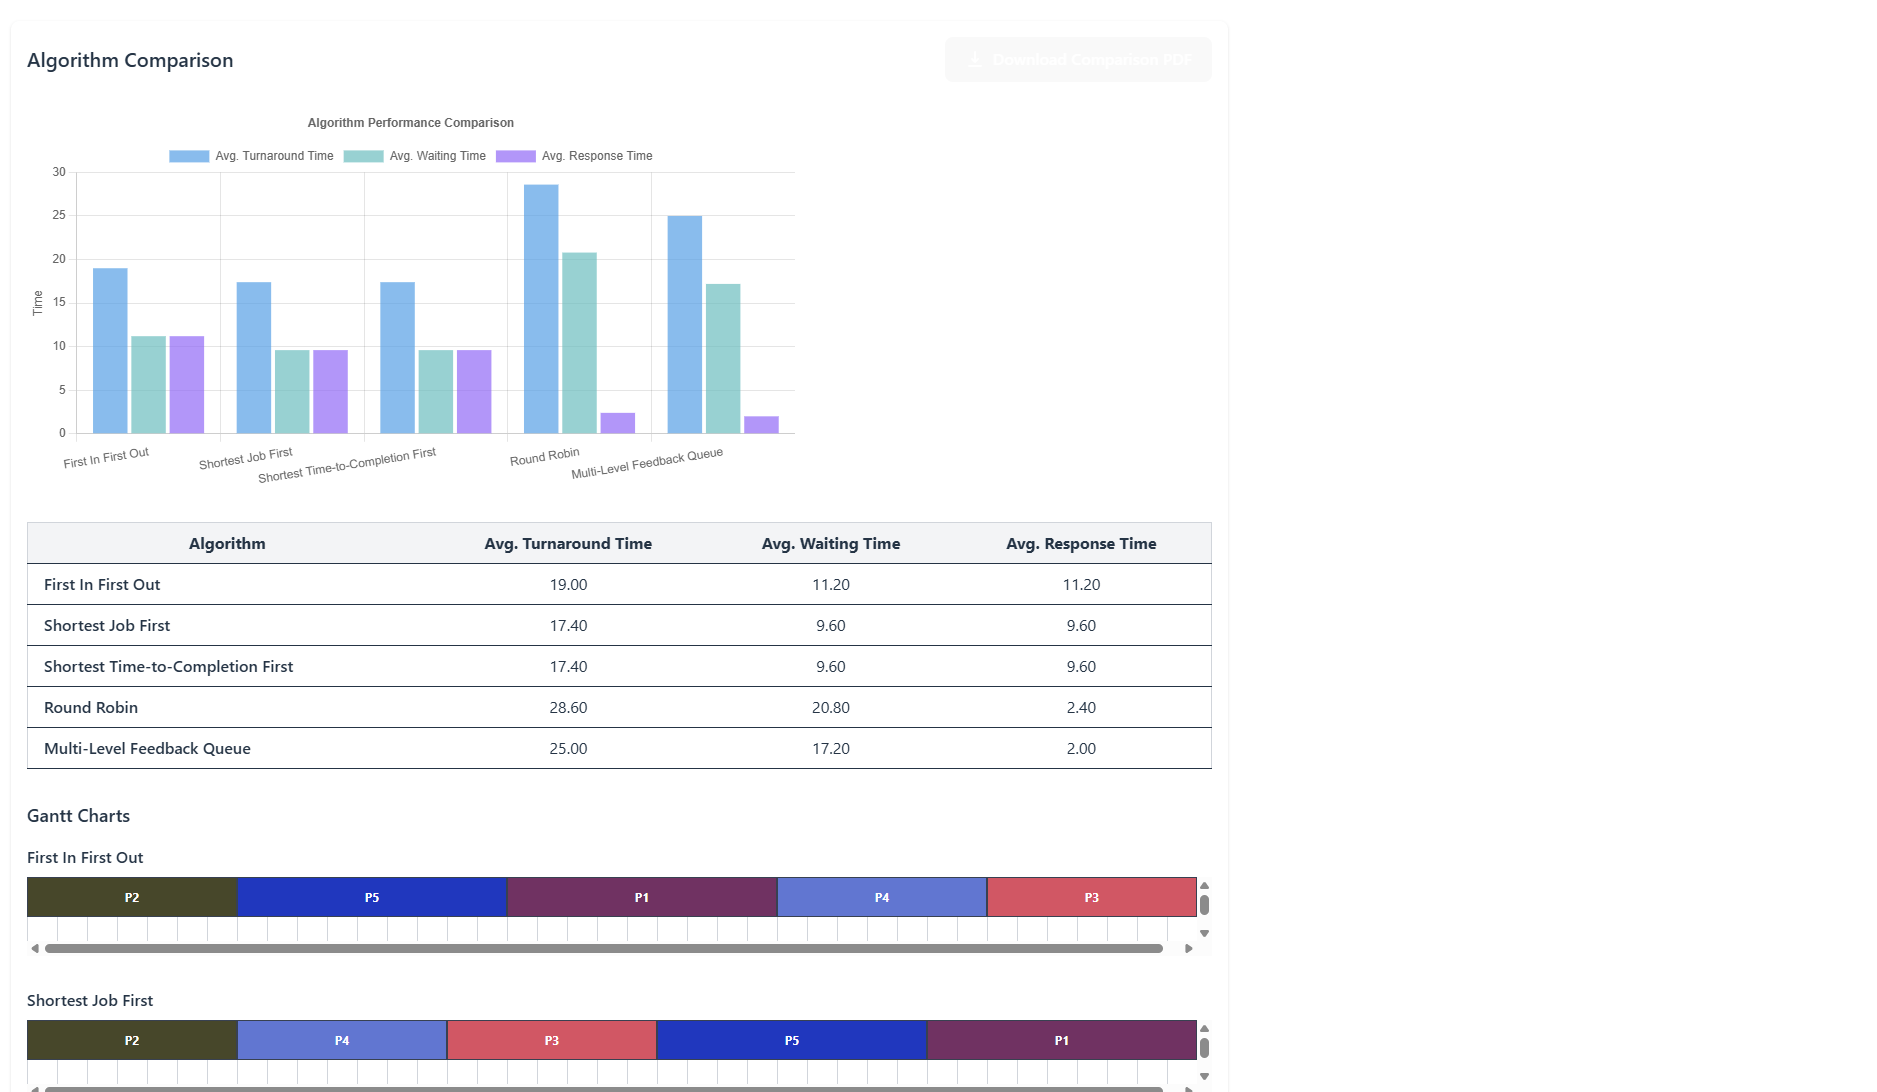 Algorithm Comparison
Download Comparison PDF
Algorithm Performance Comparison
Avg. Turnaround Time Avg. Waiting Time Avg. Response Time
30
25
20
15
10
5
0
Time
First In First Out
Shortest Job First
Shortest Time-to-Completion First
Round Robin
Multi-Level Feedback Queue
Algorithm Avg. Turnaround Time Avg. Waiting Time Avg. Response Time
First In First Out 19.00 11.20 11.20
Shortest Job First 17.40 9.60 9.60
Shortest Time-to-Completion First 17.40 9.60 9.60
Round Robin 28.60 20.80 2.40
Multi-Level Feedback Queue 25.00 17.20 2.00
Gantt Charts
First In First Out
P2 P5 P1 P4 P3
Shortest Job First
P2 P4 P3 P5 P1